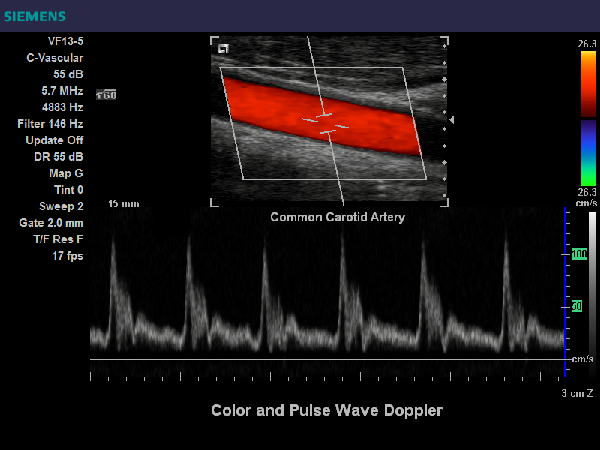 SIEMENS
VF13-5
C-Vascular
55 dB
5.7 MHz
4883 Hz
Filter 146 Hz
Update Off
DR 55 dB
Map G
Tint 0
Sweep 2
Gate 2.0 mm
T/F Res F
17 fps
r60
15 mm
26.3
26.3
cm/s
Common Carotid Artery
100
50
cm/s
3 cm Z
Color and Pulse Wave Doppler